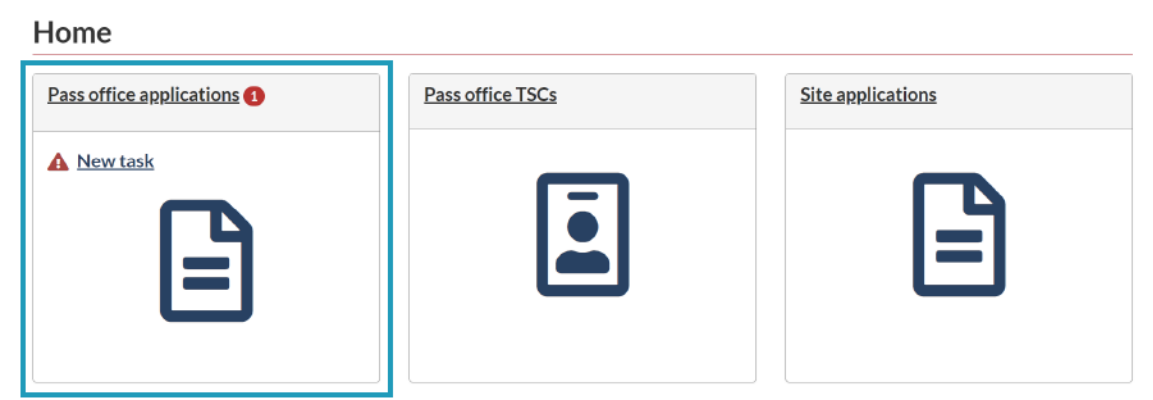 Home
Pass office applications 1
Pass office TSCs
Site applications
New task